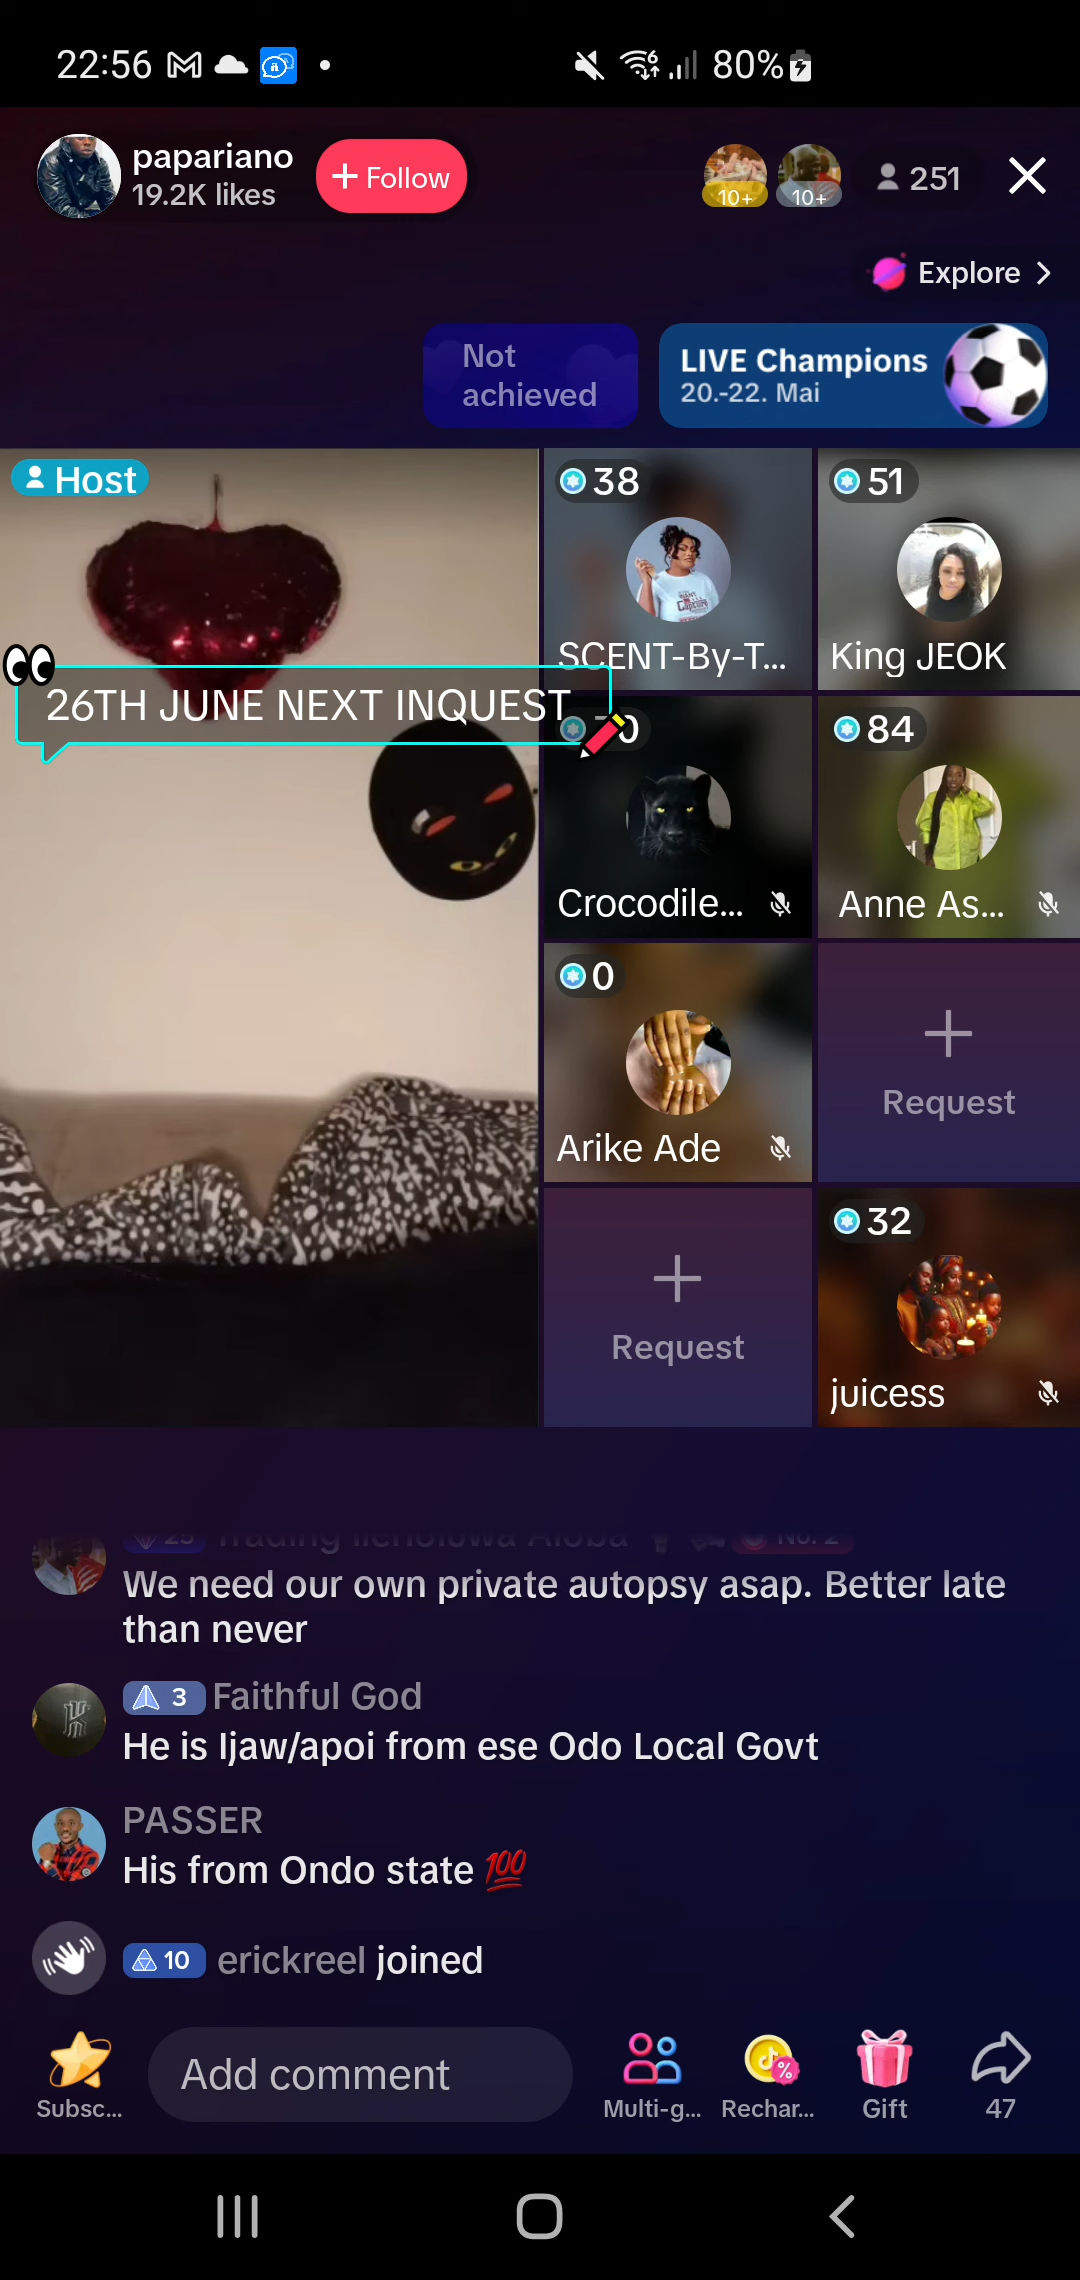 22:56
80%
papariano
19.2K likes
+ Follow
10+
10+
251
Explore
Not
achieved
LIVE Champions
20.-22. Mai
Host
38
SCENT-By-T...
51
King JEOK
26TH JUNE NEXT INQUEST
84
Crocodile...
Anne As...
0
Arike Ade
Request
Request
32
juicess
25
No. 2
We need our own private autopsy asap. Better late
than never
3 Faithful God
He is Ijaw/apoi from ese Odo Local Govt
PASSER
His from Ondo state 💯
10 erickreel joined
Add comment
Subsc...
Multi-g...
Rechar...
Gift
47